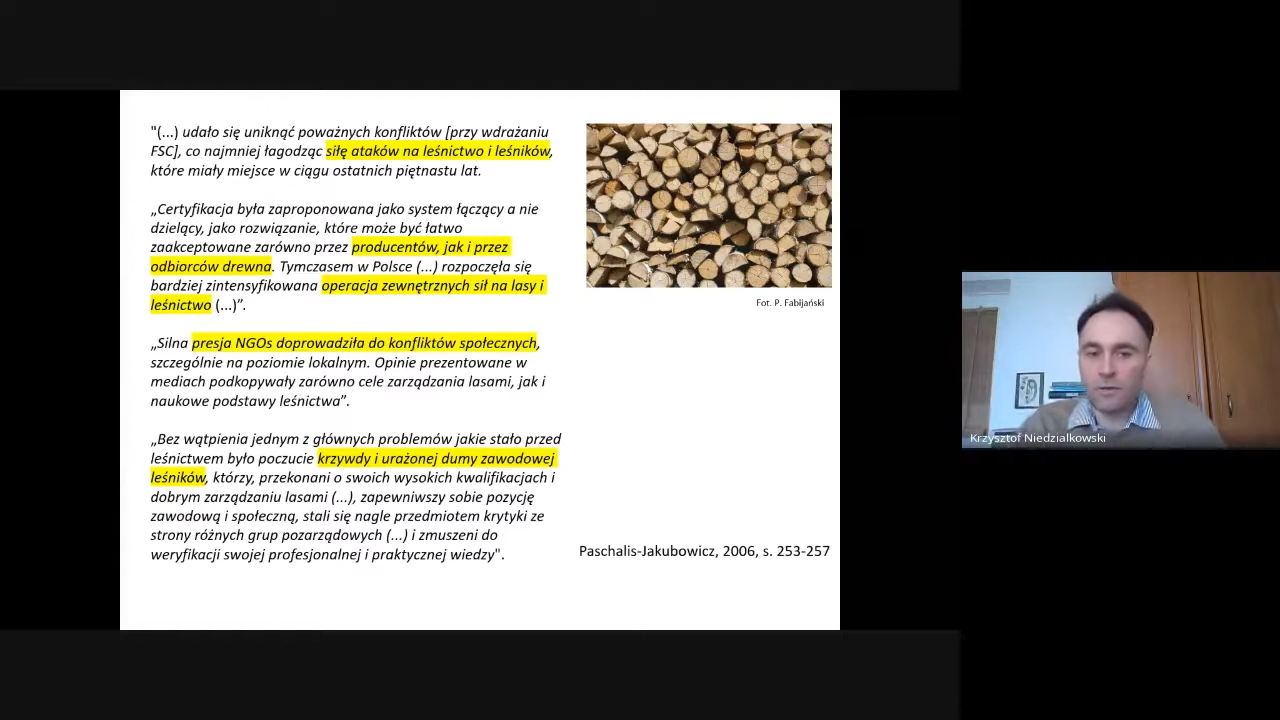 "(...) udało się uniknąć poważnych konfliktów [przy wdrażaniu
FSC], co najmniej łagodząc siłę ataków na leśnictwo i leśników,
które miały miejsce w ciągu ostatnich piętnastu lat.
„Certyfikacja była zaproponowana jako system łączący a nie
dzielący, jako rozwiązanie, które może być łatwo
zaakceptowane zarówno przez producentów, jak i przez
odbiorców drewna. Tymczasem w Polsce (...) rozpoczęła się
bardziej zintensyfikowana operacja zewnętrznych sił na lasy i
leśnictwo (...)”.
„Silna presja NGOs doprowadziła do konfliktów społecznych,
szczególnie na poziomie lokalnym. Opinie prezentowane w
mediach podkopywały zarówno cele zarządzania lasami, jak i
naukowe podstawy leśnictwa”.
„Bez wątpienia jednym z głównych problemów jakie stało przed
leśnictwem było poczucie krzywdy i urażonej dumy zawodowej
leśników, którzy, przekonani o swoich wysokich kwalifikacjach i
dobrym zarządzaniu lasami (...), zapewniwszy sobie pozycję
zawodową i społeczną, stali się nagle przedmiotem krytyki ze
strony różnych grup pozarządowych (...) i zmuszeni do
weryfikacji swojej profesjonalnej i praktycznej wiedzy".
Fot. P. Fabijański
Paschalis-Jakubowicz, 2006, s. 253-257
Krzysztof Niedzialkowski